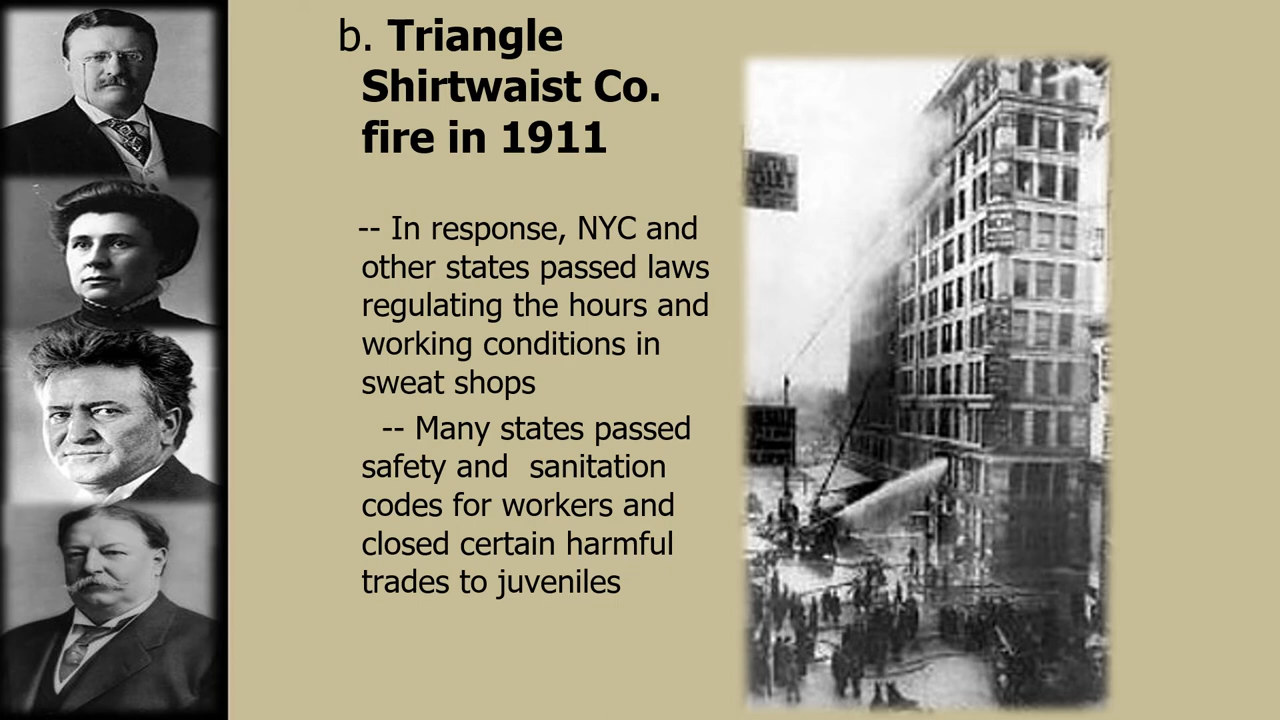 b. Triangle
Shirtwaist Co.
fire in 1911
-- In response, NYC and
other states passed laws
regulating the hours and
working conditions in
sweat shops
-- Many states passed
safety and  sanitation
codes for workers and
closed certain harmful
trades to juveniles